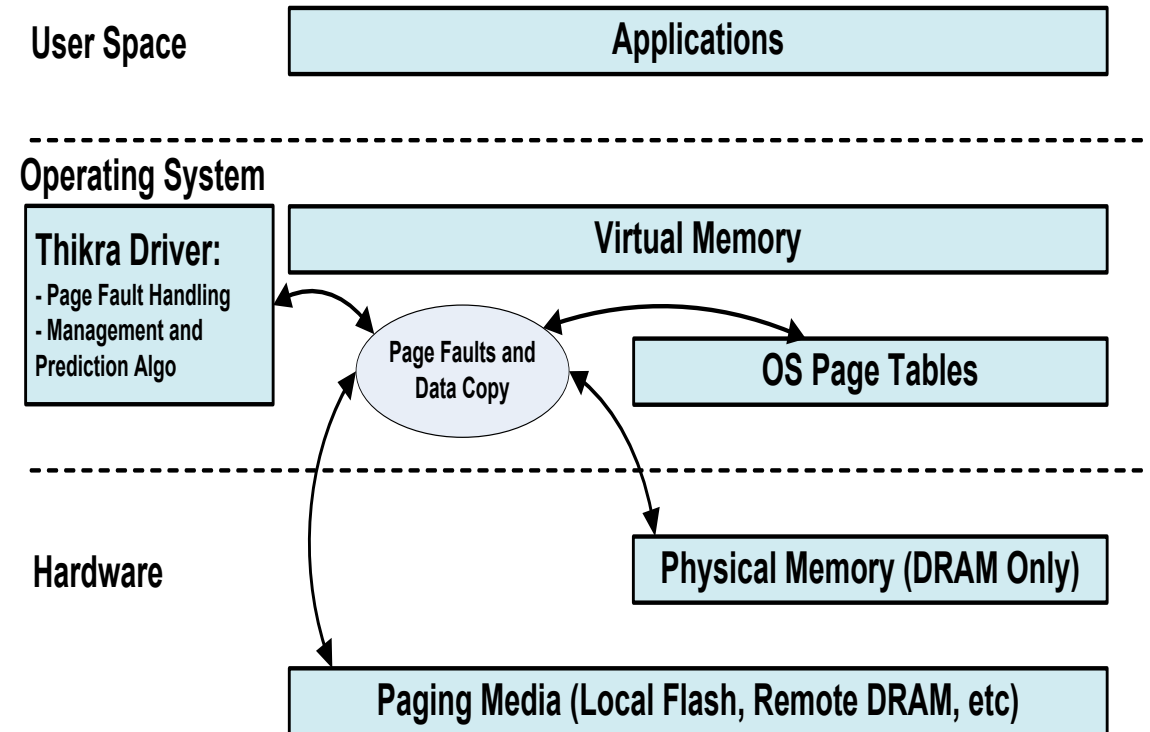 User Space
Applications
Operating System
Thikra Driver:
- Page Fault Handling
- Management and
Prediction Algo
Virtual Memory
Page Faults and
Data Copy
OS Page Tables
Hardware
Physical Memory (DRAM Only)
Paging Media (Local Flash, Remote DRAM, etc)